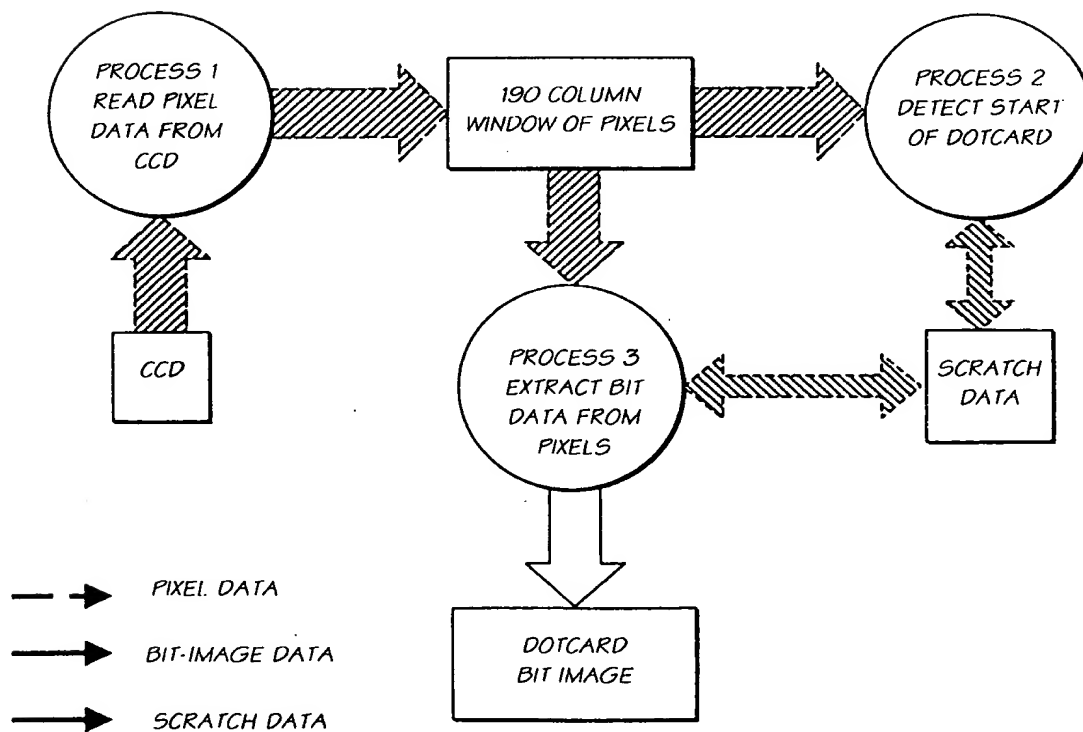 PROCESS 1
READ PIXEL
DATA FROM
CCD
190 COLUMN
WINDOW OF PIXELS
PROCESS 2
DETECT START
OF DOTCARD
CCD
PROCESS 3
EXTRACT BIT
DATA FROM
PIXELS
SCRATCH
DATA
DOTCARD
BIT IMAGE
PIXEL DATA
BIT-IMAGE DATA
SCRATCH DATA